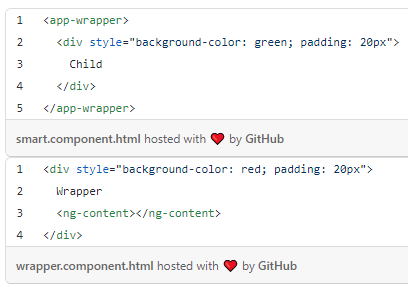 1 <app-wrapper>
2 <div style="background-color: green; padding: 20px">
3 Child
4 </div>
5 </app-wrapper>
smart.component.html hosted with ❤ by GitHub
1 <div style="background-color: red; padding: 20px">
2 Wrapper
3 <ng-content></ng-content>
4 </div>
wrapper.component.html hosted with ❤ by GitHub